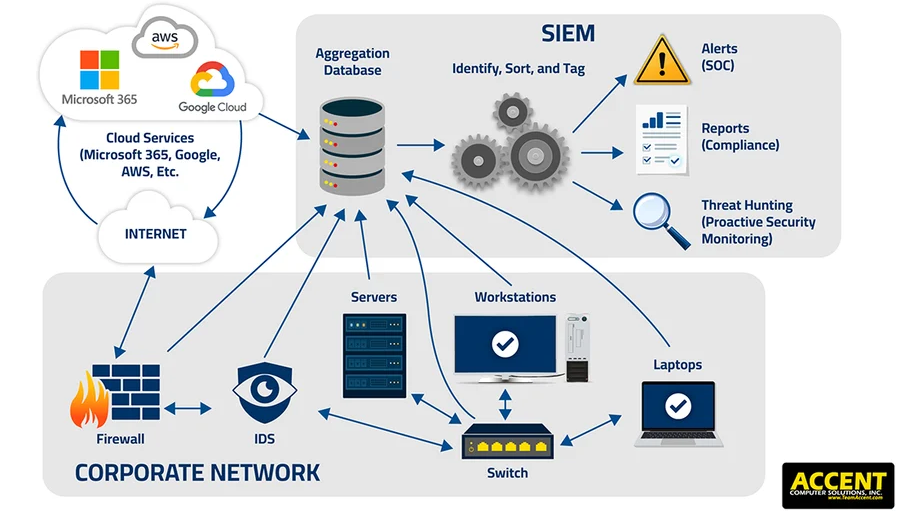 aws
Microsoft 365
Google Cloud
Cloud Services
(Microsoft 365, Google,
AWS, Etc.
INTERNET
SIEM
Aggregation
Database
Identify, Sort, and Tag
Alerts
(SOC)
Reports
(Compliance)
Threat Hunting
(Proactive Security
Monitoring)
Servers
Workstations
Laptops
Firewall
IDS
Switch
CORPORATE NETWORK
ACCENT
COMPUTER SOLUTIONS, INC.
www.TeamAccent.com